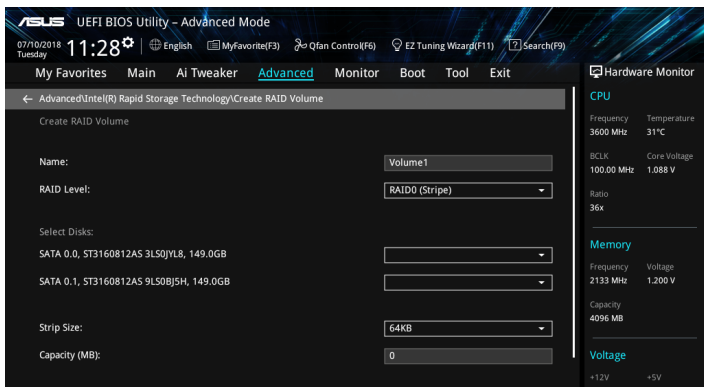 ASUS UEFI BIOS Utility – Advanced Mode
07/10/2018 Tuesday 11:28 English MyFavorite(F3) Qfan Control(F6) EZ Tuning Wizard(F11) ? Search(F9)
My Favorites Main Ai Tweaker Advanced Monitor Boot Tool Exit
← Advanced\Intel(R) Rapid Storage Technology\Create RAID Volume
Create RAID Volume
Name: Volume1
RAID Level: RAID0 (Stripe)
Select Disks:
SATA 0.0, ST3160812AS 3LS0JYL8, 149.0GB
SATA 0.1, ST3160812AS 9LS0BJ5H, 149.0GB
Strip Size: 64KB
Capacity (MB): 0
Hardware Monitor
CPU
Frequency Temperature
3600 MHz 31°C
BCLK Core Voltage
100.00 MHz 1.088 V
Ratio
36x
Memory
Frequency Voltage
2133 MHz 1.200 V
Capacity
4096 MB
Voltage
+12V +5V